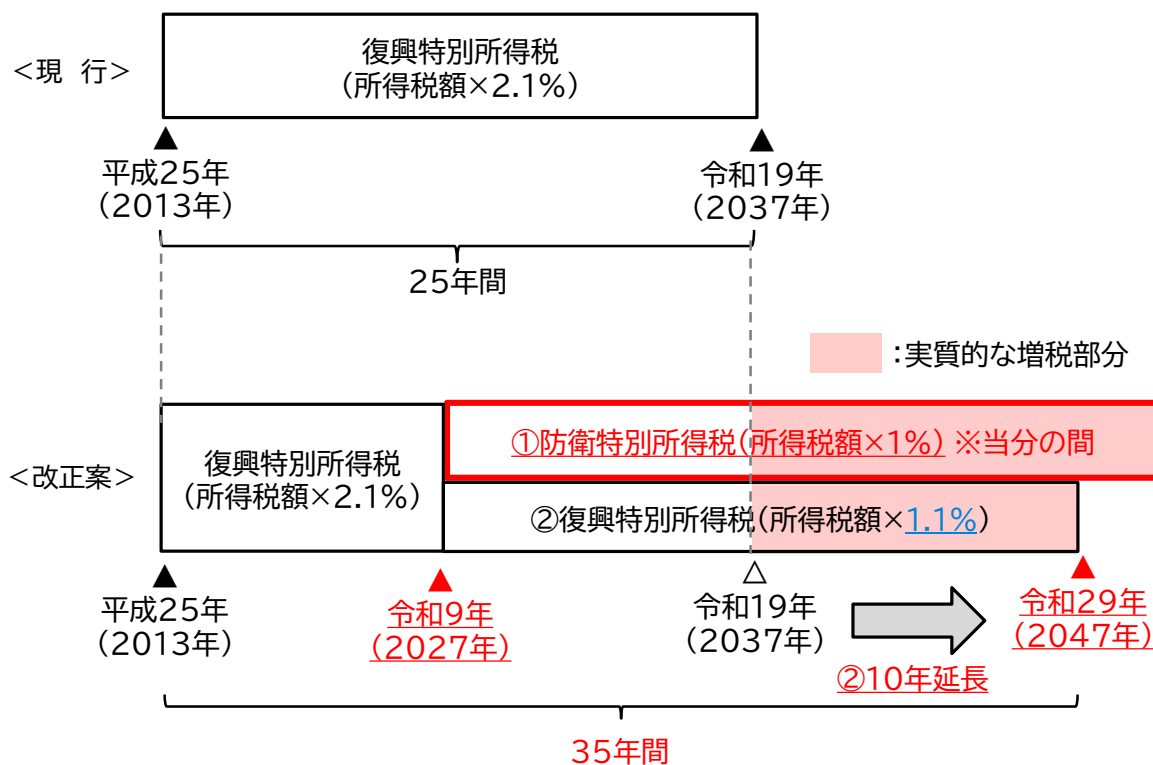 ＜現 行＞
復興特別所得税
（所得税額×2.1%）
▲
平成25年
（2013年）
▲
令和19年
（2037年）
25年間
：実質的な増税部分
＜改正案＞
復興特別所得税
（所得税額×2.1%）
①防衛特別所得税（所得税額×1%）※当分の間
②復興特別所得税（所得税額×1.1%）
▲
平成25年
（2013年）
▲
令和9年
（2027年）
△
令和19年
（2037年）
②10年延長
▲
令和29年
（2047年）
35年間